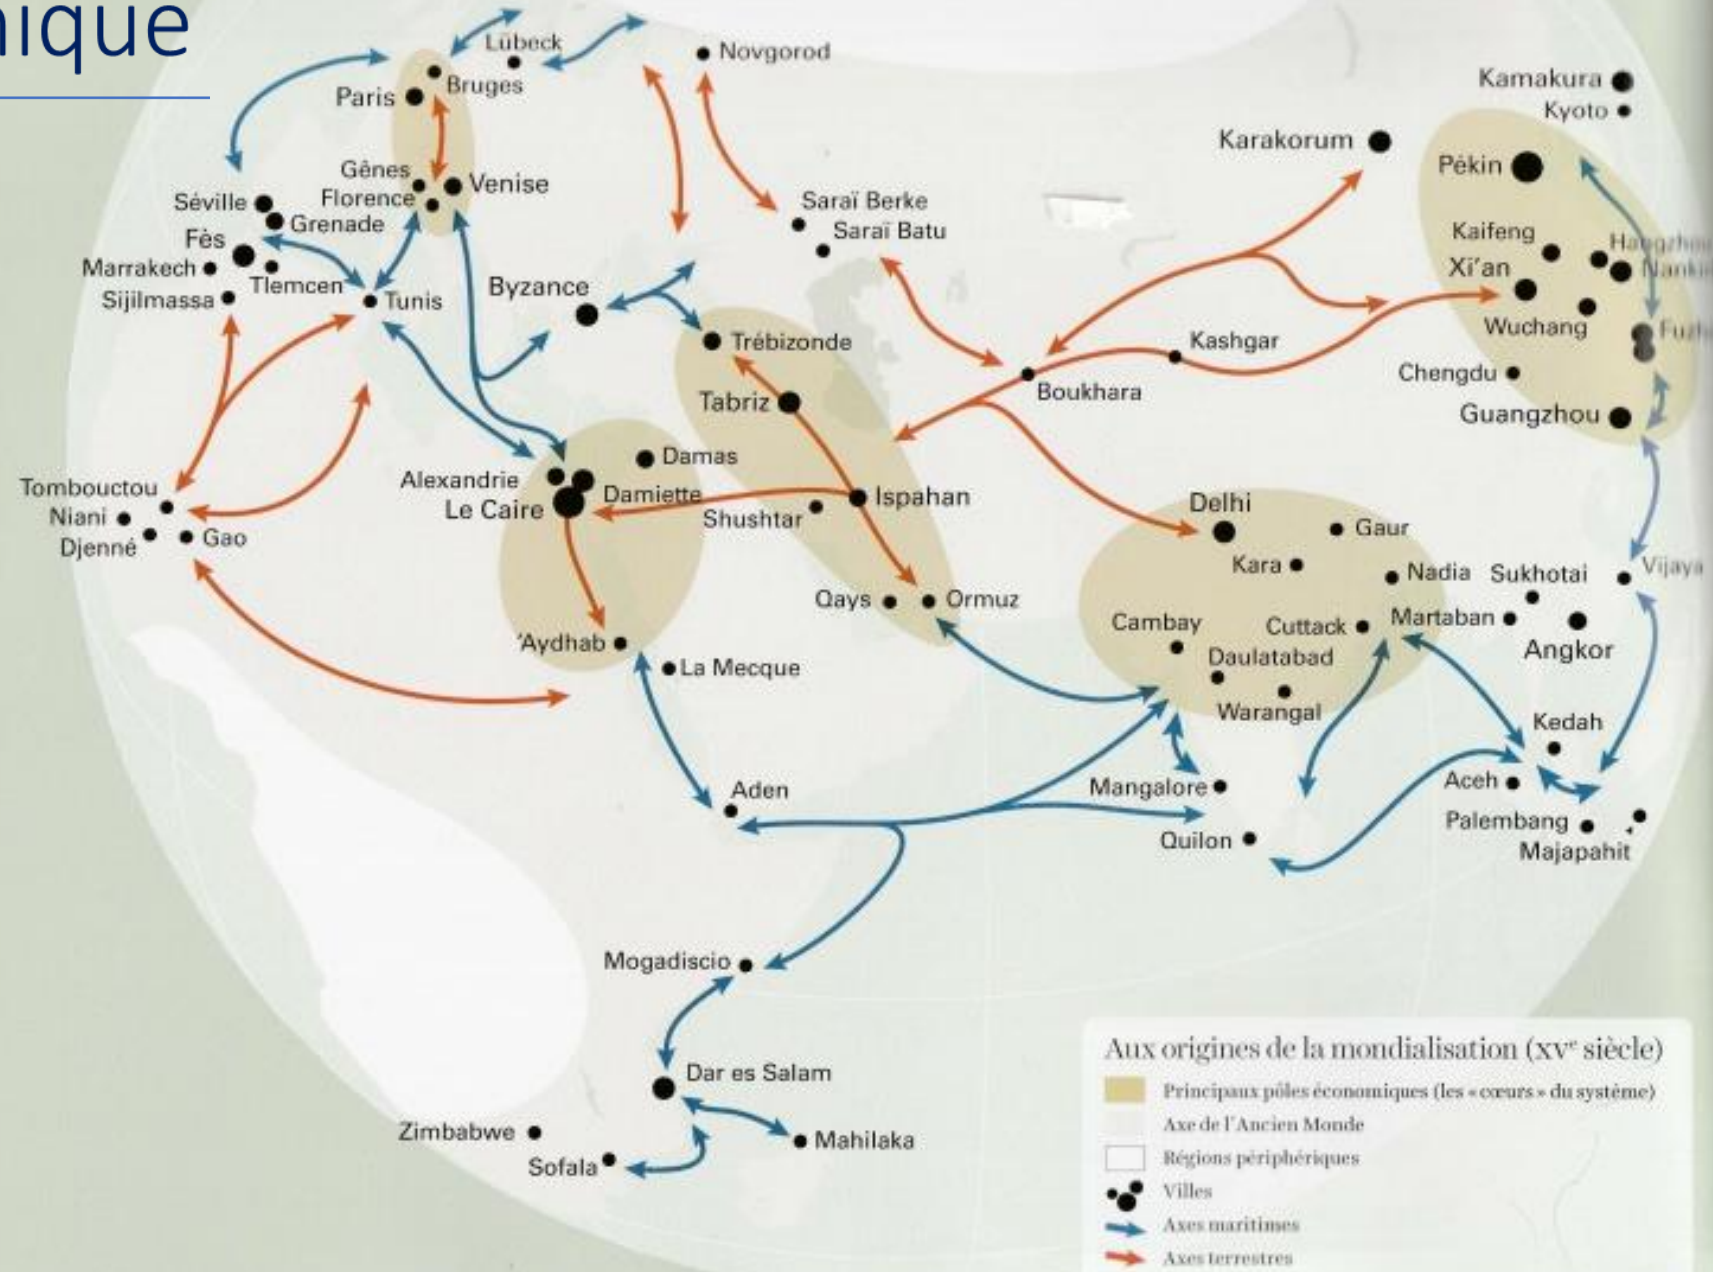 nique
Lübeck
Novgorod
Bruges
Paris
Kamakura
Kyoto
Karakorum
Pékin
Gênes
Venise
Florence
Séville
Grenade
Saraï Berke
Saraï Batu
Kaifeng
Hangzhou
Xi'an
Nankin
Fès
Marrakech
Tlemcen
Sijilmassa
Tunis
Byzance
Wuchang
Trébizonde
Kashgar
Chengdu
Boukhara
Tabriz
Guangzhou
Damas
Alexandrie
Damiette
Le Caire
Ispahan
Shushtar
Tombouctou
Niani
Djenné
Gao
Delhi
Gaur
Kara
Nadia
Sukhotai
Vijaya
Qays
Ormuz
Cambay
Cuttack
Martaban
'Aydhab
Angkor
La Mecque
Daulatabad
Warangal
Kedah
Aden
Mangalore
Aceh
Quilon
Palembang
Majapahit
Mogadiscio
Dar es Salam
Zimbabwe
Mahilaka
Sofala
Aux origines de la mondialisation (XVe siècle)
Principaux pôles économiques (les « cœurs » du système)
Axe de l'Ancien Monde
Régions périphériques
Villes
Axes maritimes
Axes terrestres